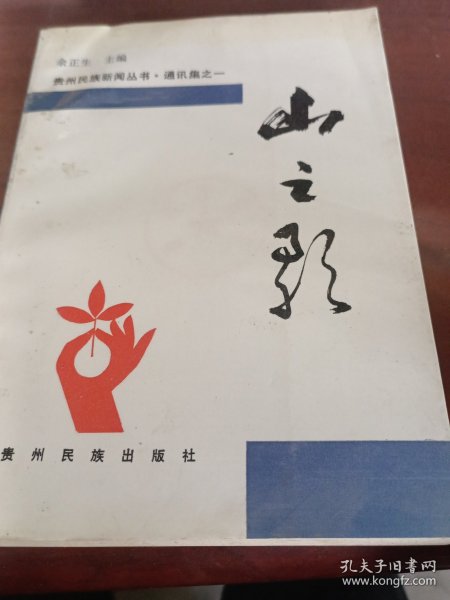 余正生 主编
贵州民族新闻丛书·通讯集之一
山之歌
贵州民族出版社
孔夫子旧书网
www.kongfz.com